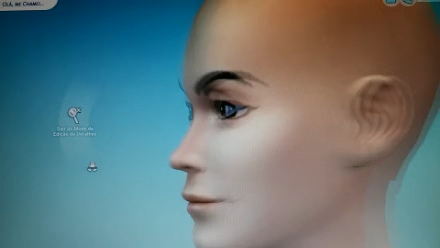 OLÁ, ME CHAMO...
Sair do Modo de
Edição de Detalhes